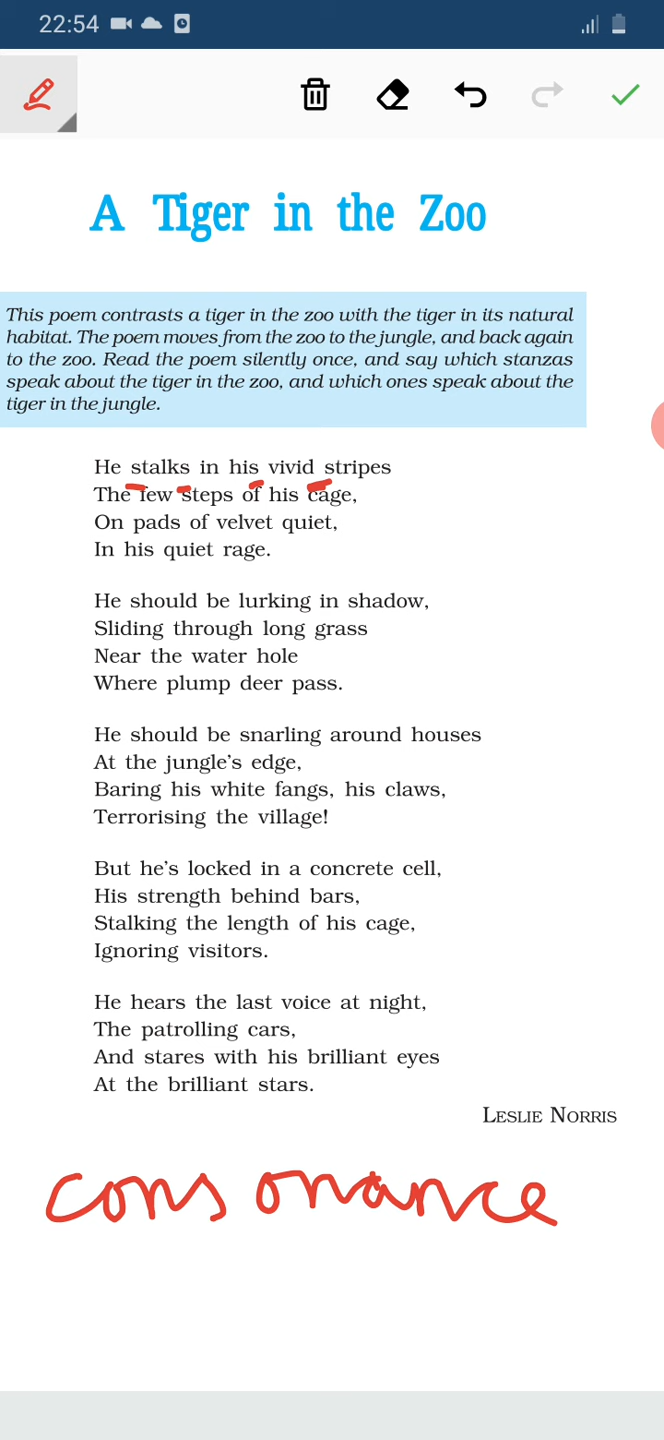 22:54
A Tiger in the Zoo
This poem contrasts a tiger in the zoo with the tiger in its natural
habitat. The poem moves from the zoo to the jungle, and back again
to the zoo. Read the poem silently once, and say which stanzas
speak about the tiger in the zoo, and which ones speak about the
tiger in the jungle.
He stalks in his vivid stripes
The few steps of his cage,
On pads of velvet quiet,
In his quiet rage.
He should be lurking in shadow,
Sliding through long grass
Near the water hole
Where plump deer pass.
He should be snarling around houses
At the jungle's edge,
Baring his white fangs, his claws,
Terrorising the village!
But he's locked in a concrete cell,
His strength behind bars,
Stalking the length of his cage,
Ignoring visitors.
He hears the last voice at night,
The patrolling cars,
And stares with his brilliant eyes
At the brilliant stars.
LESLIE NORRIS
consonance